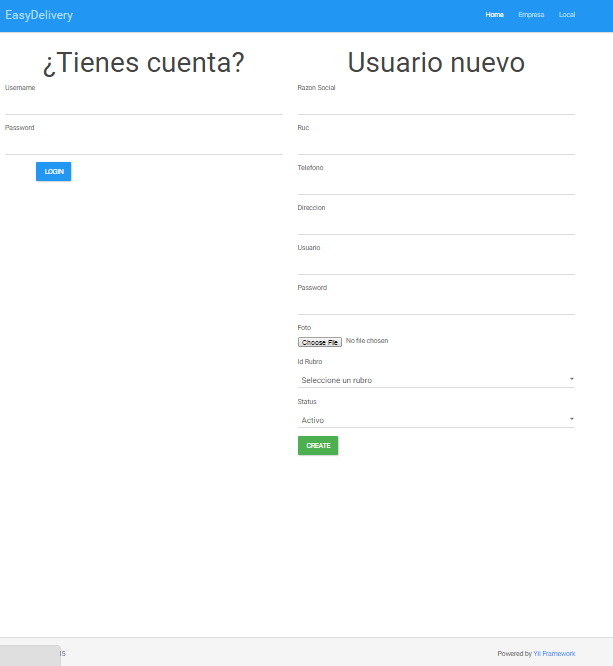 EasyDelivery
Home Empresa Local
¿Tienes cuenta?
Username
Password
LOGIN
Usuario nuevo
Razon Social
Ruc
Telefono
Direccion
Usuario
Password
Foto
Choose File No file chosen
Id Rubro
Seleccione un rubro
Status
Activo
CREATE
Powered by Yii Framework